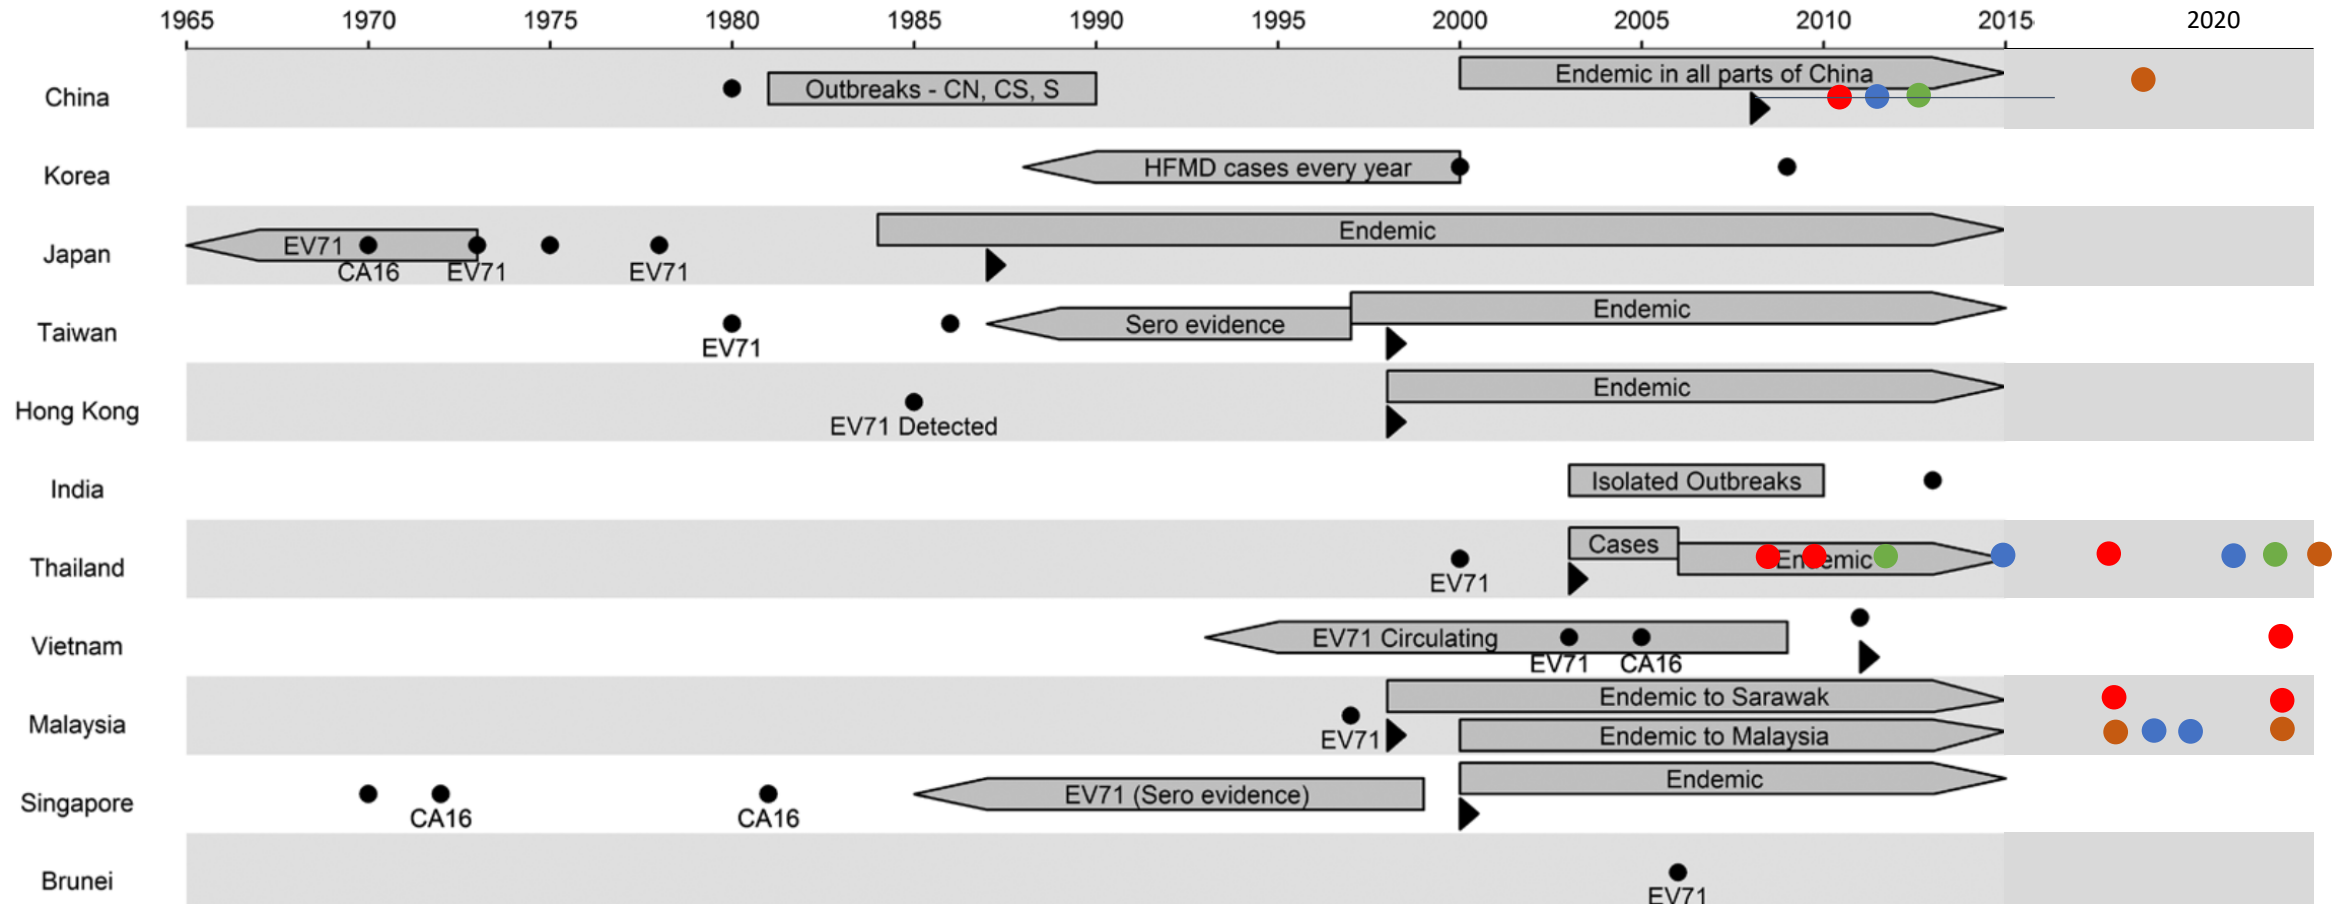 1965 1970 1975 1980 1985 1990 1995 2000 2005 2010 2015 2020
China
Outbreaks - CN, CS, S
Endemic in all parts of China
Korea
HFMD cases every year
Japan
EV71
CA16
EV71
EV71
Endemic
Taiwan
EV71
Sero evidence
Endemic
Hong Kong
EV71 Detected
Endemic
India
Isolated Outbreaks
Thailand
EV71
Cases
Endemic
Vietnam
EV71 Circulating
EV71
CA16
Malaysia
EV71
Endemic to Sarawak
Endemic to Malaysia
Singapore
CA16
CA16
EV71 (Sero evidence)
Endemic
Brunei
EV71